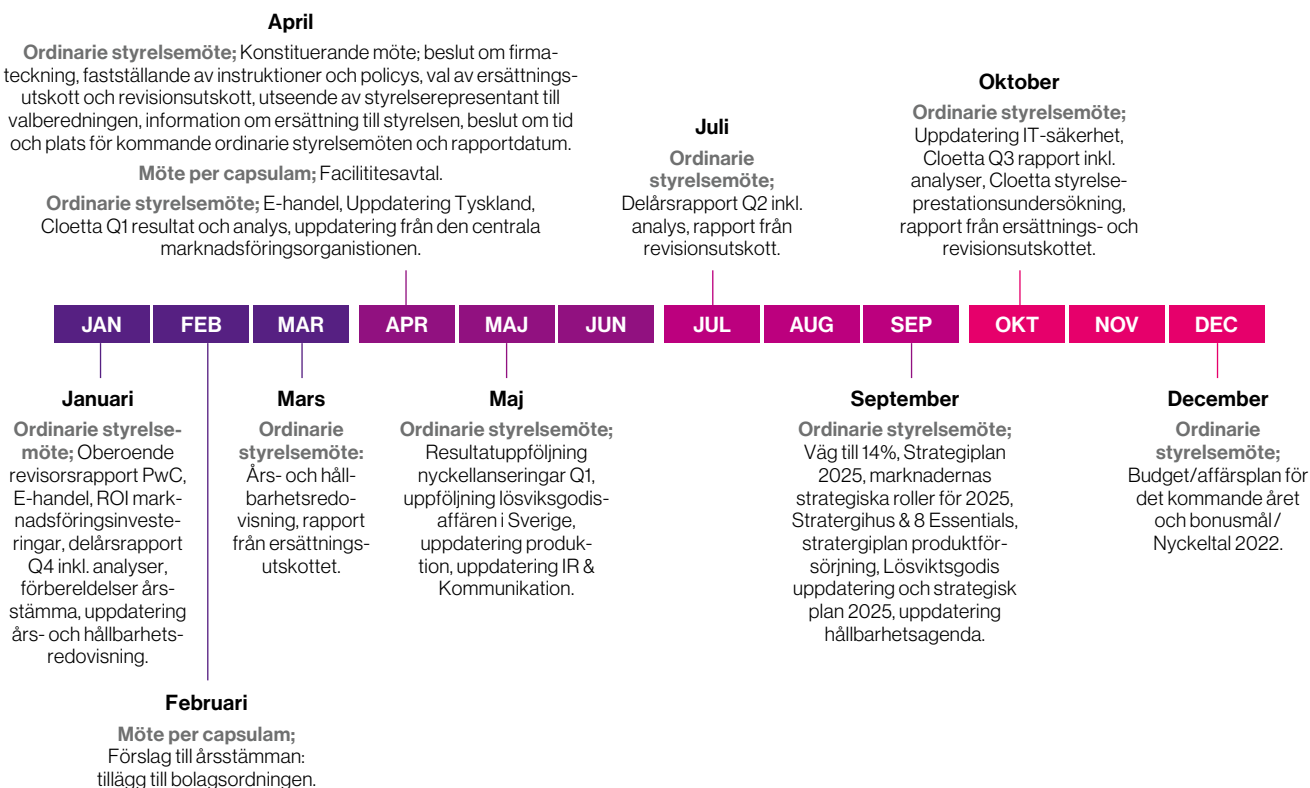 April
Ordinarie styrelsemöte; Konstituerande möte; beslut om firma-
teckning, fastställande av instruktioner och policys, val av ersättnings-
utskott och revisionsutskott, utseende av styrelserepresentant till
valberedningen, information om ersättning till styrelsen, beslut om tid
och plats för kommande ordinarie styrelsemöten och rapportdatum.
Möte per capsulam; Facilititesavtal.
Ordinarie styrelsemöte; E-handel, Uppdatering Tyskland,
Cloetta Q1 resultat och analys, uppdatering från den centrala
marknadsföringsorganistionen.
Juli
Ordinarie
styrelsemöte;
Delårsrapport Q2 inkl.
analys, rapport från
revisionsutskott.
Oktober
Ordinarie styrelsemöte;
Uppdatering IT-säkerhet,
Cloetta Q3 rapport inkl.
analyser, Cloetta styrelse-
prestationsundersökning,
rapport från ersättnings- och
revisionsutskottet.
JAN FEB MAR APR MAJ JUN JUL AUG SEP OKT NOV DEC
Januari
Ordinarie styrelse-
möte; Oberoende
revisorsrapport PwC,
E-handel, ROI mark-
nadsföringsinveste-
ringar, delårsrapport
Q4 inkl. analyser,
förbereldelser års-
stämma, uppdatering
års- och hållbarhets-
redovisning.
Februari
Möte per capsulam;
Förslag till årsstämman:
tillägg till bolagsordningen.
Mars
Ordinarie
styrelsemöte:
Års- och håll-
barhetsredo-
visning, rapport
från ersättnings-
utskottet.
Maj
Ordinarie styrelsemöte;
Resultatuppföljning
nyckellanseringar Q1,
uppföljning lösviksgodis-
affären i Sverige,
uppdatering produk-
tion, uppdatering IR &
Kommunikation.
September
Ordinarie styrelsemöte;
Väg till 14%, Strategiplan
2025, marknadernas
strategiska roller för 2025,
Stratergihus & 8 Essentials,
stratergiplan produktför-
sörjning, Lösviktsgodis
uppdatering och strategisk
plan 2025, uppdatering
hållbarhetsagenda.
December
Ordinarie
styrelsemöte;
Budget/affärsplan för
det kommande året
och bonusmål/
Nyckeltal 2022.